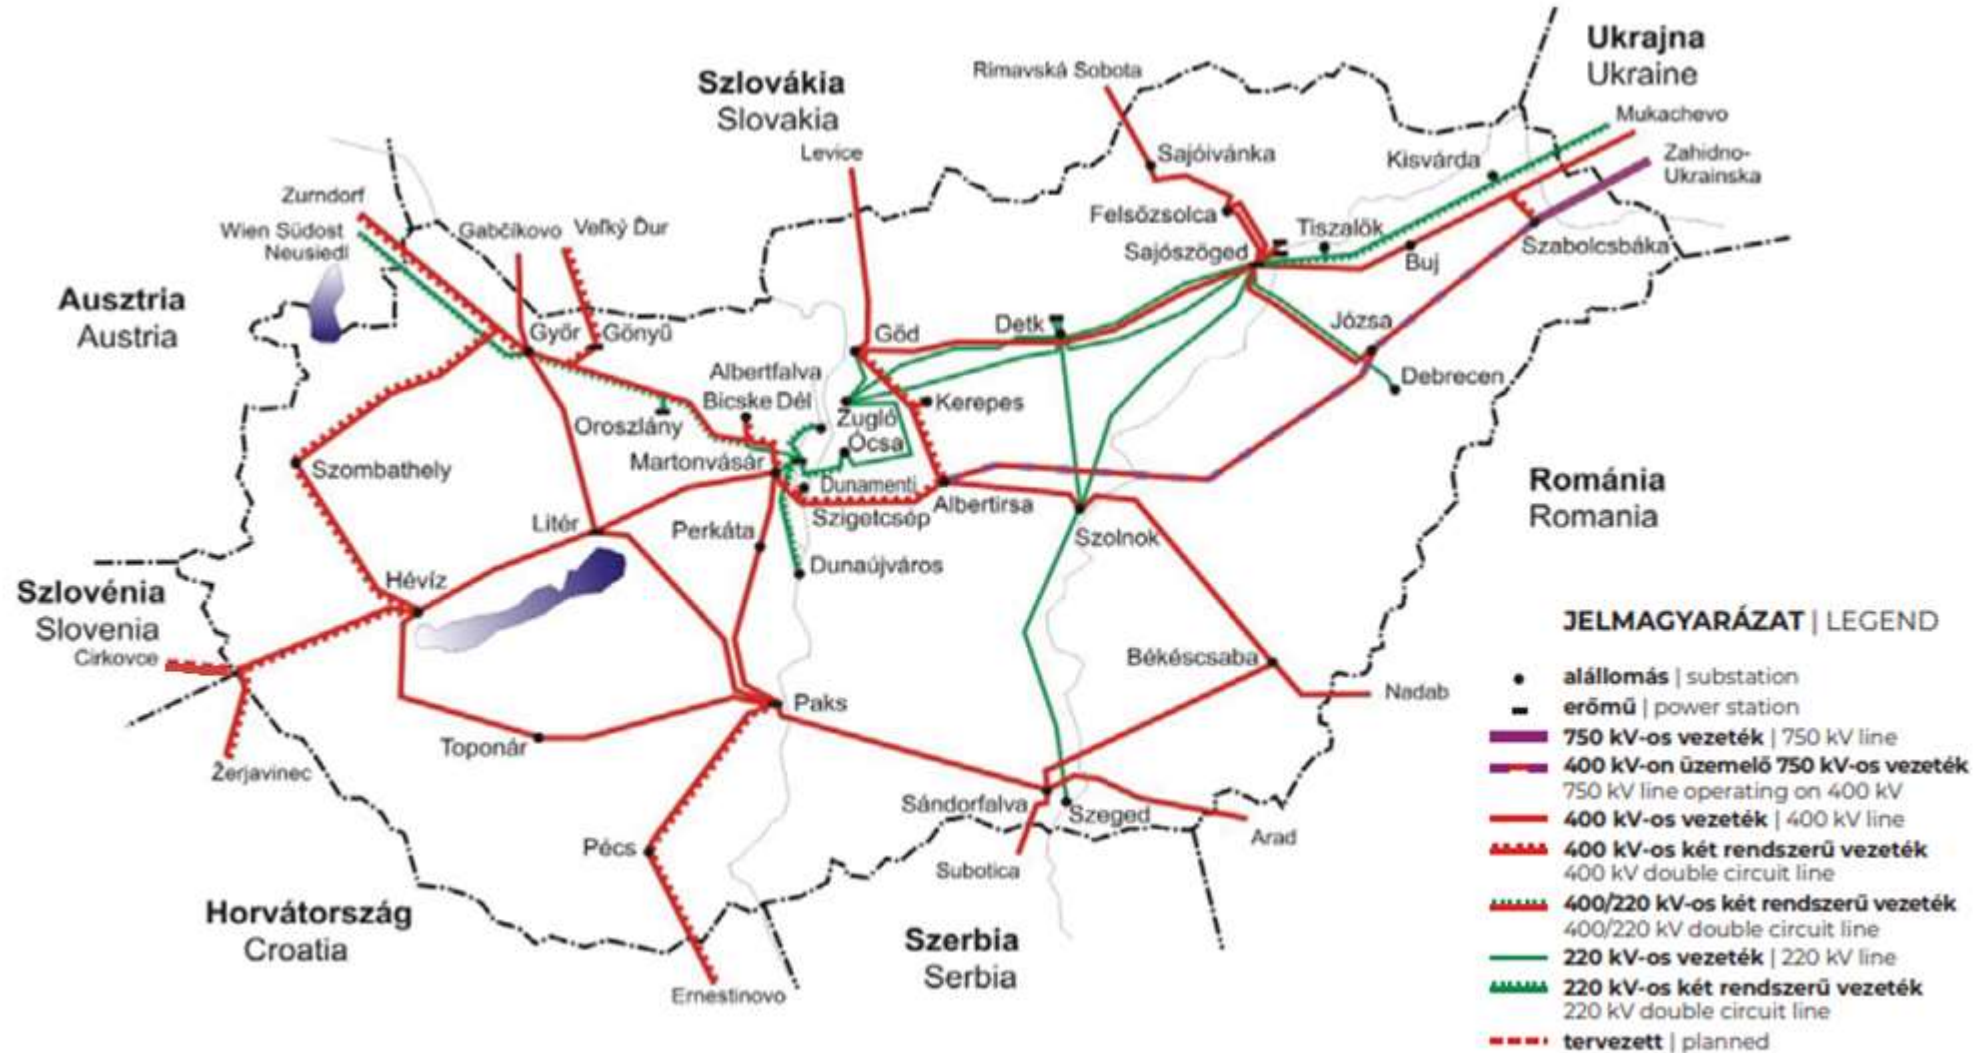 Ukrajna
Ukraine
Szlovákia
Slovakia
Rimavská Sobota
Mukachevo
Levice
Sajóivánka
Kisvárda
Zahidno-
Ukrainska
Zurndorf
Felsőzsolca
Wien Südost
Neusiedl
Gabčíkovo
Veľký Ďur
Tiszalök
Sajószöged
Buj
Szabolcsbáka
Ausztria
Austria
Győr
Gönyű
Göd
Detk
Józsa
Albertfalva
Debrecen
Bicske Dél
Kerepes
Oroszlány
Zugló
Ócsa
Martonvásár
Szombathely
Dunamenti
Albertirsa
Románia
Romania
Litér
Perkáta
Szigetcsép
Szolnok
Dunaújváros
Hévíz
Szlovénia
Slovenia
Cirkovce
Békéscsaba
Nadab
Paks
Toponár
Žerjavinec
Sándorfalva
Szeged
Arad
Pécs
Subotica
Horvátország
Croatia
Szerbia
Serbia
Ernestinovo
JELMAGYARÁZAT | LEGEND
alállomás | substation
erőmű | power station
750 kV-os vezeték | 750 kV line
400 kV-on üzemelő 750 kV-os vezeték
750 kV line operating on 400 kV
400 kV-os vezeték | 400 kV line
400 kV-os két rendszerű vezeték
400 kV double circuit line
400/220 kV-os két rendszerű vezeték
400/220 kV double circuit line
220 kV-os vezeték | 220 kV line
220 kV-os két rendszerű vezeték
220 kV double circuit line
tervezett | planned